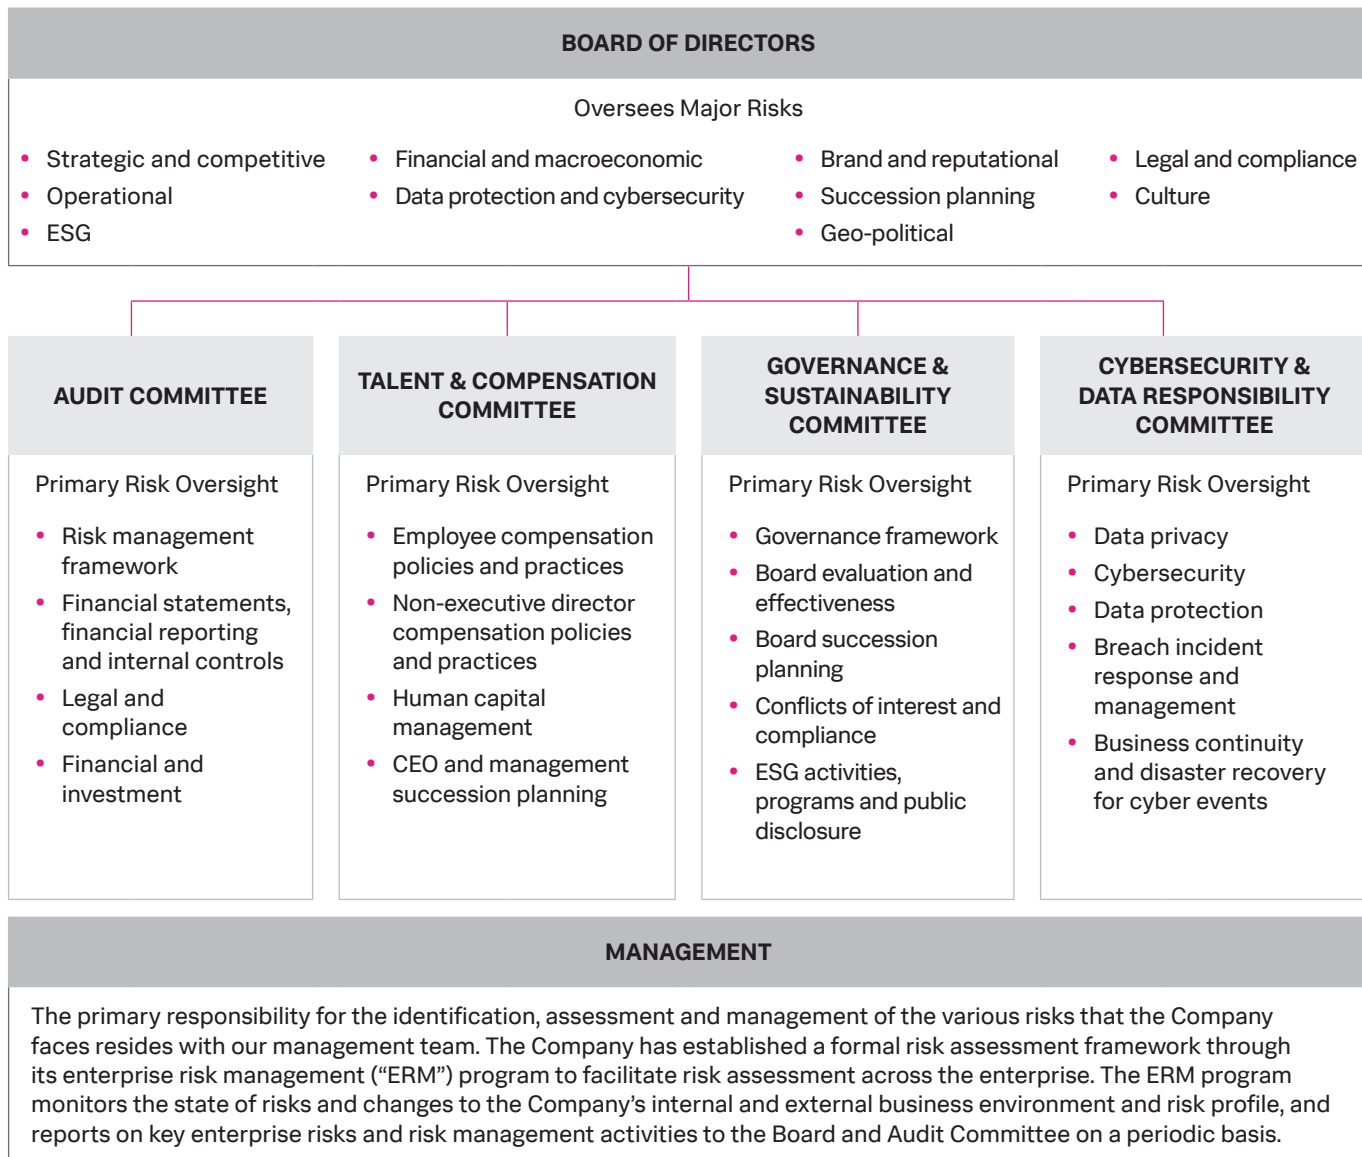 BOARD OF DIRECTORS
Oversees Major Risks
• Strategic and competitive
• Operational
• ESG
• Financial and macroeconomic
• Data protection and cybersecurity
• Brand and reputational
• Succession planning
• Geo-political
• Legal and compliance
• Culture
AUDIT COMMITTEE
Primary Risk Oversight
• Risk management
framework
• Financial statements,
financial reporting
and internal controls
• Legal and
compliance
• Financial and
investment
TALENT & COMPENSATION
COMMITTEE
Primary Risk Oversight
• Employee compensation
policies and practices
• Non-executive director
compensation policies
and practices
• Human capital
management
• CEO and management
succession planning
GOVERNANCE &
SUSTAINABILITY
COMMITTEE
Primary Risk Oversight
• Governance framework
• Board evaluation and
effectiveness
• Board succession
planning
• Conflicts of interest and
compliance
• ESG activities,
programs and public
disclosure
CYBERSECURITY &
DATA RESPONSIBILITY
COMMITTEE
Primary Risk Oversight
• Data privacy
• Cybersecurity
• Data protection
• Breach incident
response and
management
• Business continuity
and disaster recovery
for cyber events
MANAGEMENT
The primary responsibility for the identification, assessment and management of the various risks that the Company
faces resides with our management team. The Company has established a formal risk assessment framework through
its enterprise risk management (“ERM”) program to facilitate risk assessment across the enterprise. The ERM program
monitors the state of risks and changes to the Company’s internal and external business environment and risk profile, and
reports on key enterprise risks and risk management activities to the Board and Audit Committee on a periodic basis.